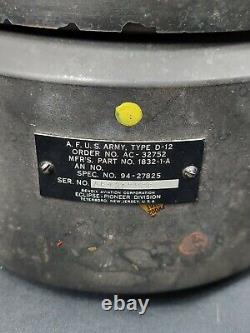 A. F. U. S. ARMY, TYPE D-12
ORDER NO. AC - 32752
MFR'S. PART NO. 1832-1-A
AN NO.
SPEC. NO. 94-27825
SER. NO.
BENDIX AVIATION CORPORATION
ECLIPSE-PIONEER DIVISION
TETERBORO, NEW JERSEY, U.S.A.